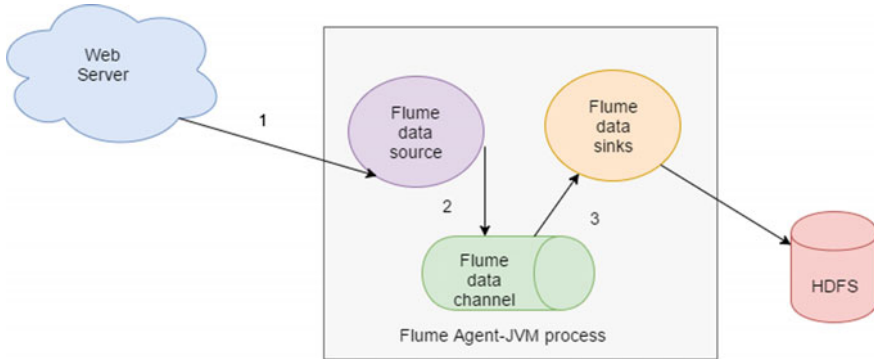 Web
Server
1
Flume
data
source
Flume
data
sinks
2
3
Flume
data
channel
HDFS
Flume Agent-JVM process